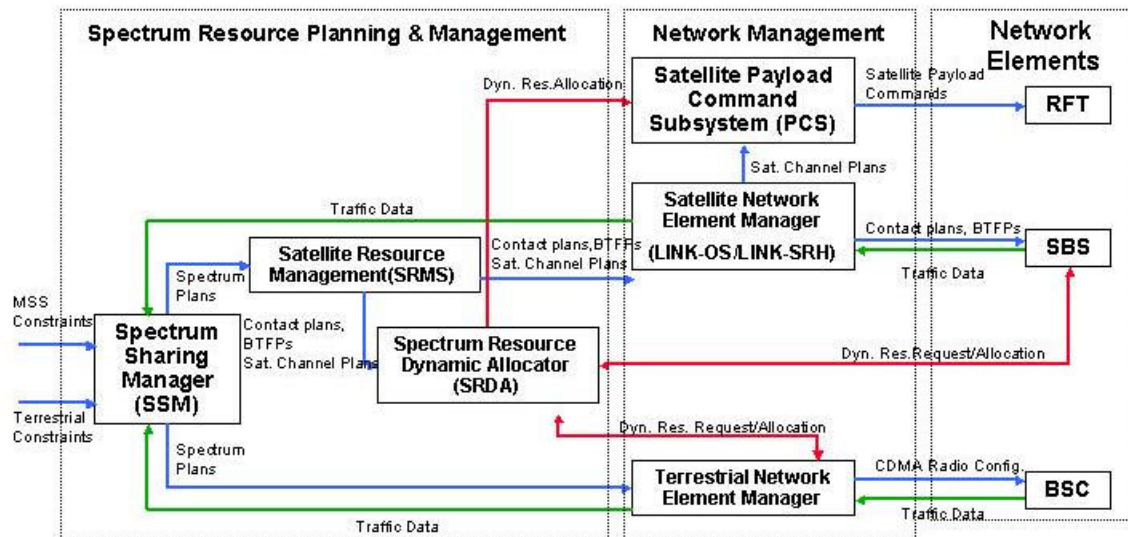 Spectrum Resource Planning & Management
Network Management
Network
Elements
Dyn. Res.Allocation
Satellite Payload
Command
Subsystem (PCS)
Satellite Payload
Commands
RFT
Sat. Channel Plans
Traffic Data
Satellite Network
Element Manager
(LINK-OS/LINK-SRH)
Contact plans, BTFPs
SBS
Traffic Data
Satellite Resource
Management(SRMS)
Contact plans,BTFPs
Sat. Channel Plans
Spectrum
Plans
MSS
Constraints
Spectrum
Sharing
Manager
(SSM)
Contact plans,
BTFPs
Sat. Channel Plans
Spectrum Resource
Dynamic Allocator
(SRDA)
Dyn. Res.Request/Allocation
Terrestrial
Constraints
Dyn. Res. Request/Allocation
Spectrum
Plans
Terrestrial Network
Element Manager
CDMA Radio Config.
BSC
Traffic Data
Traffic Data